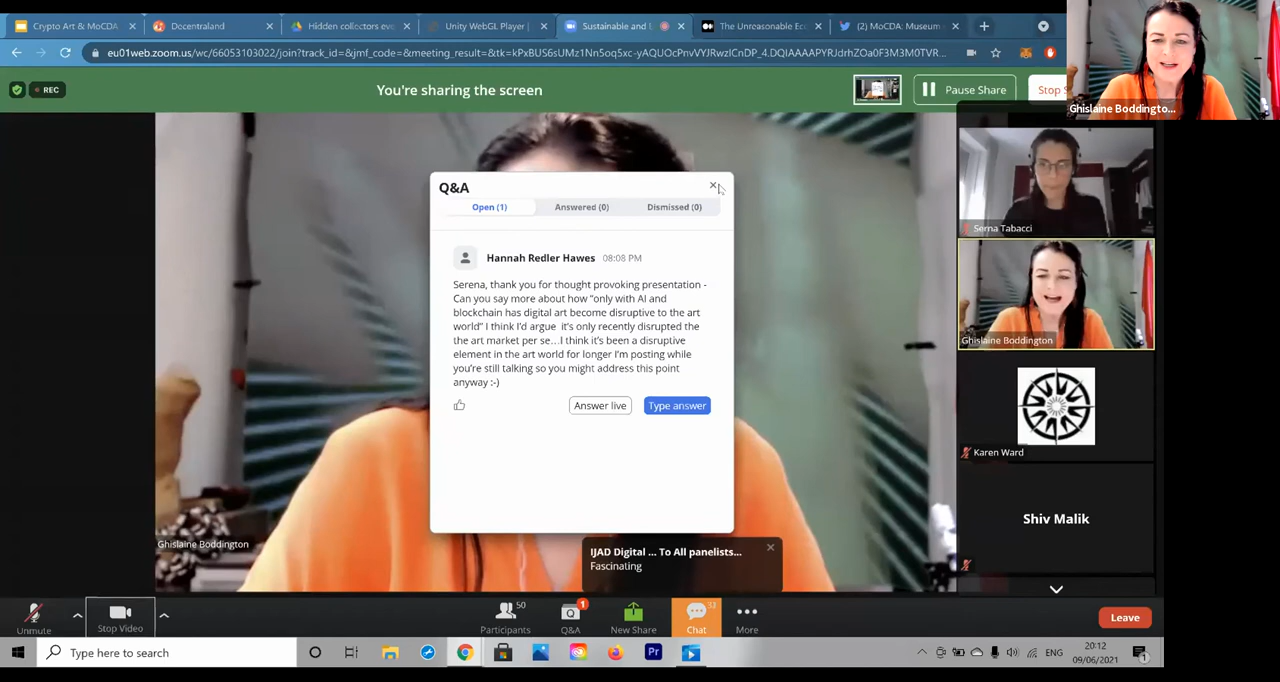 Crypto Art & MoCDA
Decentraland
Hidden colloctors ev
Unity WebGL Player |
Sustainable and
The Unreasonable Ec
(2) MoCDA: Museum
eu01web.zoom.us/wc/66053103022/join?track_id=&jmf_code=&meeting_result=&tk=
REC
You're sharing the screen
Pause Share
Stop
Ghislaine Boddingto...
Q&A
Open (1)
Answered (0)
Dismissed (0)
Hannah Redler Hawes 08:08 PM
Serena, thank you for thought provoking presentation -
Can you say more about how "only with AI and
blockchain has digital art become disruptive to the art
world" I think I'd argue it's only recently disrupted the
the art market per se...I think it's been a disruptive
element in the art world for longer I'm posting while
you're still talking so you might address this point
anyway :-)
Answer live
Type answer
Serna Tabacci
Ghislaine Boddington
Karen Ward
Shiv Malik
Ghislaine Boddington
IJAD Digital ... To All panelists...
Fascinating
Unmute
Stop Video
50
Participants
1
Q&A
New Share
Chat
More
Leave
Type here to search
Pr
ENG
20:12
09/06/2021
1